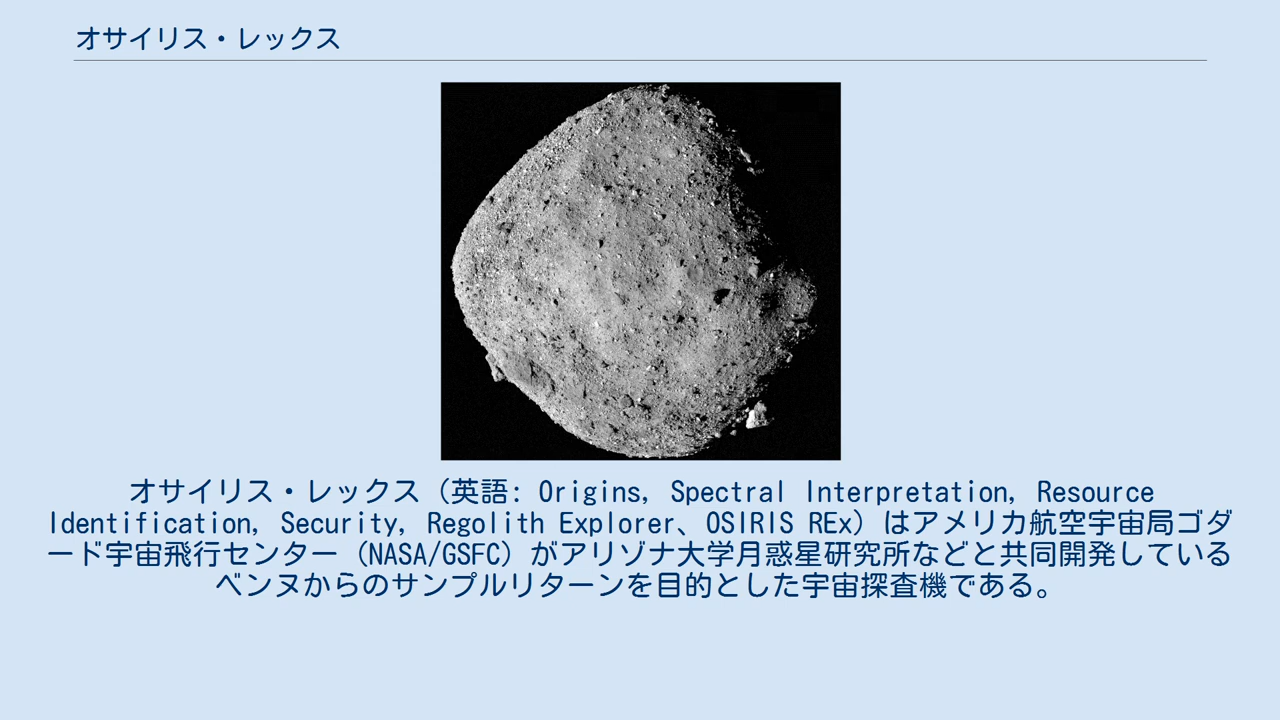 オサイリス・レックス
オサイリス・レックス（英語: Origins, Spectral Interpretation, Resource
Identification, Security, Regolith Explorer、OSIRIS REx）はアメリカ航空宇宙局ゴダ
ード宇宙飛行センター（NASA/GSFC）がアリゾナ大学月惑星研究所などと共同開発している
ベンヌからのサンプルリターンを目的とした宇宙探査機である。